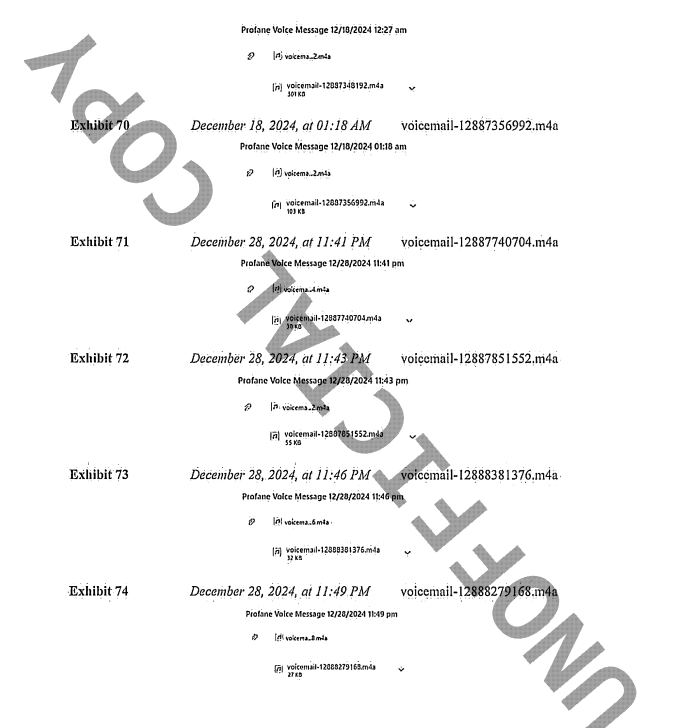 Profane Voice Message 12/18/2024 12:27 am
voicema...2.m4a
voicemail-12887348192.m4a
301 KB
Exhibit 70 December 18, 2024, at 01:18 AM voicemail-12887356992.m4a
Profane Voice Message 12/18/2024 01:18 am
voicema...2.m4a
voicemail-12887356992.m4a
103 KB
Exhibit 71 December 28, 2024, at 11:41 PM voicemail-12887740704.m4a
Profane Voice Message 12/28/2024 11:41 pm
voicema...4.m4a
voicemail-12887740704.m4a
Exhibit 72 December 28, 2024, at 11:43 PM voicemail-12887851552.m4a
Profane Voice Message 12/28/2024 11:43 pm
voicema...2.m4a
voicemail-12887851552.m4a
55 KB
Exhibit 73 December 28, 2024, at 11:46 PM voicemail-12888381376.m4a
Profane Voice Message 12/28/2024 11:46 pm
voicema...6.m4a
voicemail-12888381376.m4a
32 KB
Exhibit 74 December 28, 2024, at 11:49 PM voicemail-12888279168.m4a
Profane Voice Message 12/28/2024 11:49 pm
voicema...8.m4a
voicemail-12888279168.m4a
27 KB
UNOFFICIAL COPY